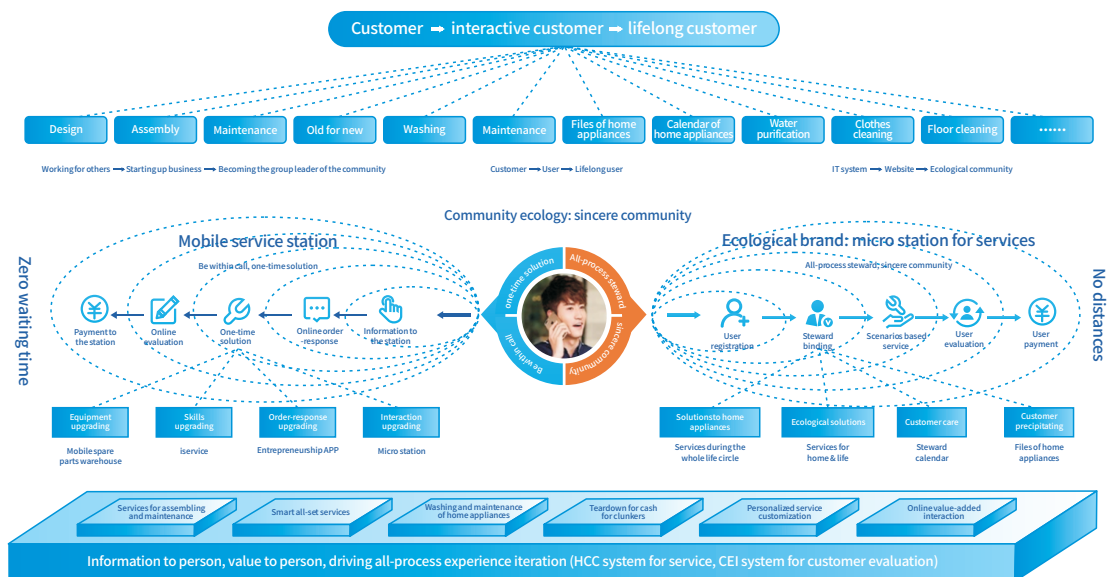 Customer ➡ interactive customer ➡ lifelong customer
Design
Assembly
Maintenance
Old for new
Washing
Maintenance
Files of home
appliances
Calendar of
home appliances
Water
purification
Clothes
cleaning
Floor cleaning
......
Working for others ➡ Starting up business ➡ Becoming the group leader of the community
Customer ➡ User ➡ Lifelong user
IT system ➡ Website ➡ Ecological community
Community ecology: sincere community
Zero waiting time
Mobile service station
Be within call, one-time solution
Payment to
the station
Online
evaluation
One-time
solution
Online order
-response
Information to
the station
one-time solution
All-process steward
Be within call
sincere community
Ecological brand: micro station for services
All-process steward, sincere community
User
registration
Steward
binding
Scenarios based
service
User
evaluation
User
payment
No distances
Equipment
upgrading
Mobile spare
parts warehouse
Skills
upgrading
iservice
Order-response
upgrading
Entrepreneurship APP
Interaction
upgrading
Micro station
Solutions to home
appliances
Services during the
whole life circle
Ecological solutions
Services for
home & life
Customer care
Steward
calendar
Customer
precipitating
Files of home
appliances
Services for assembling
and maintenance
Smart all-set services
Washing and maintenance
of home appliances
Teardown for cash
for clunkers
Personalized service
customization
Online value-added
interaction
Information to person, value to person, driving all-process experience iteration (HCC system for service, CEI system for customer evaluation)